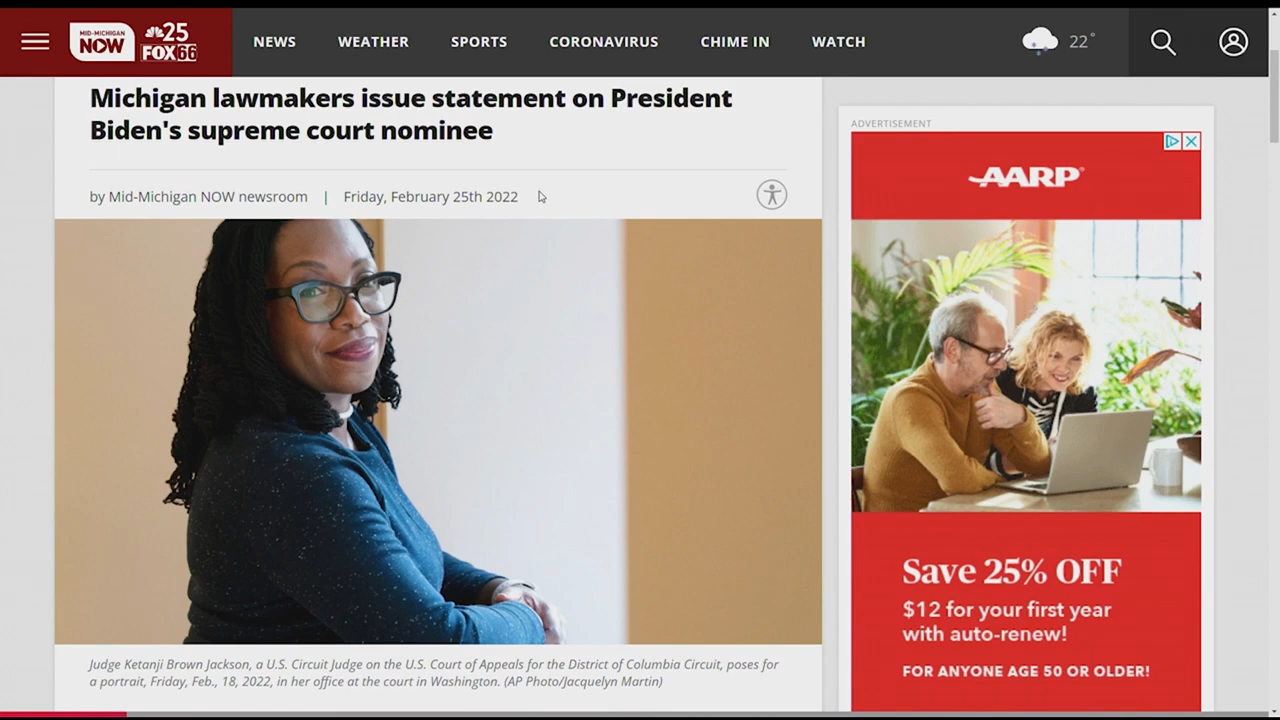 MID-MICHIGAN
NOW
25
FOX66
NEWS
WEATHER
SPORTS
CORONAVIRUS
CHIME IN
WATCH
22°
Michigan lawmakers issue statement on President
Biden's supreme court nominee
by Mid-Michigan NOW newsroom | Friday, February 25th 2022
Judge Ketanji Brown Jackson, a U.S. Circuit Judge on the U.S. Court of Appeals for the District of Columbia Circuit, poses for
a portrait, Friday, Feb., 18, 2022, in her office at the court in Washington. (AP Photo/Jacquelyn Martin)
ADVERTISEMENT
AARP
Save 25% OFF
$12 for your first year
with auto-renew!
FOR ANYONE AGE 50 OR OLDER!